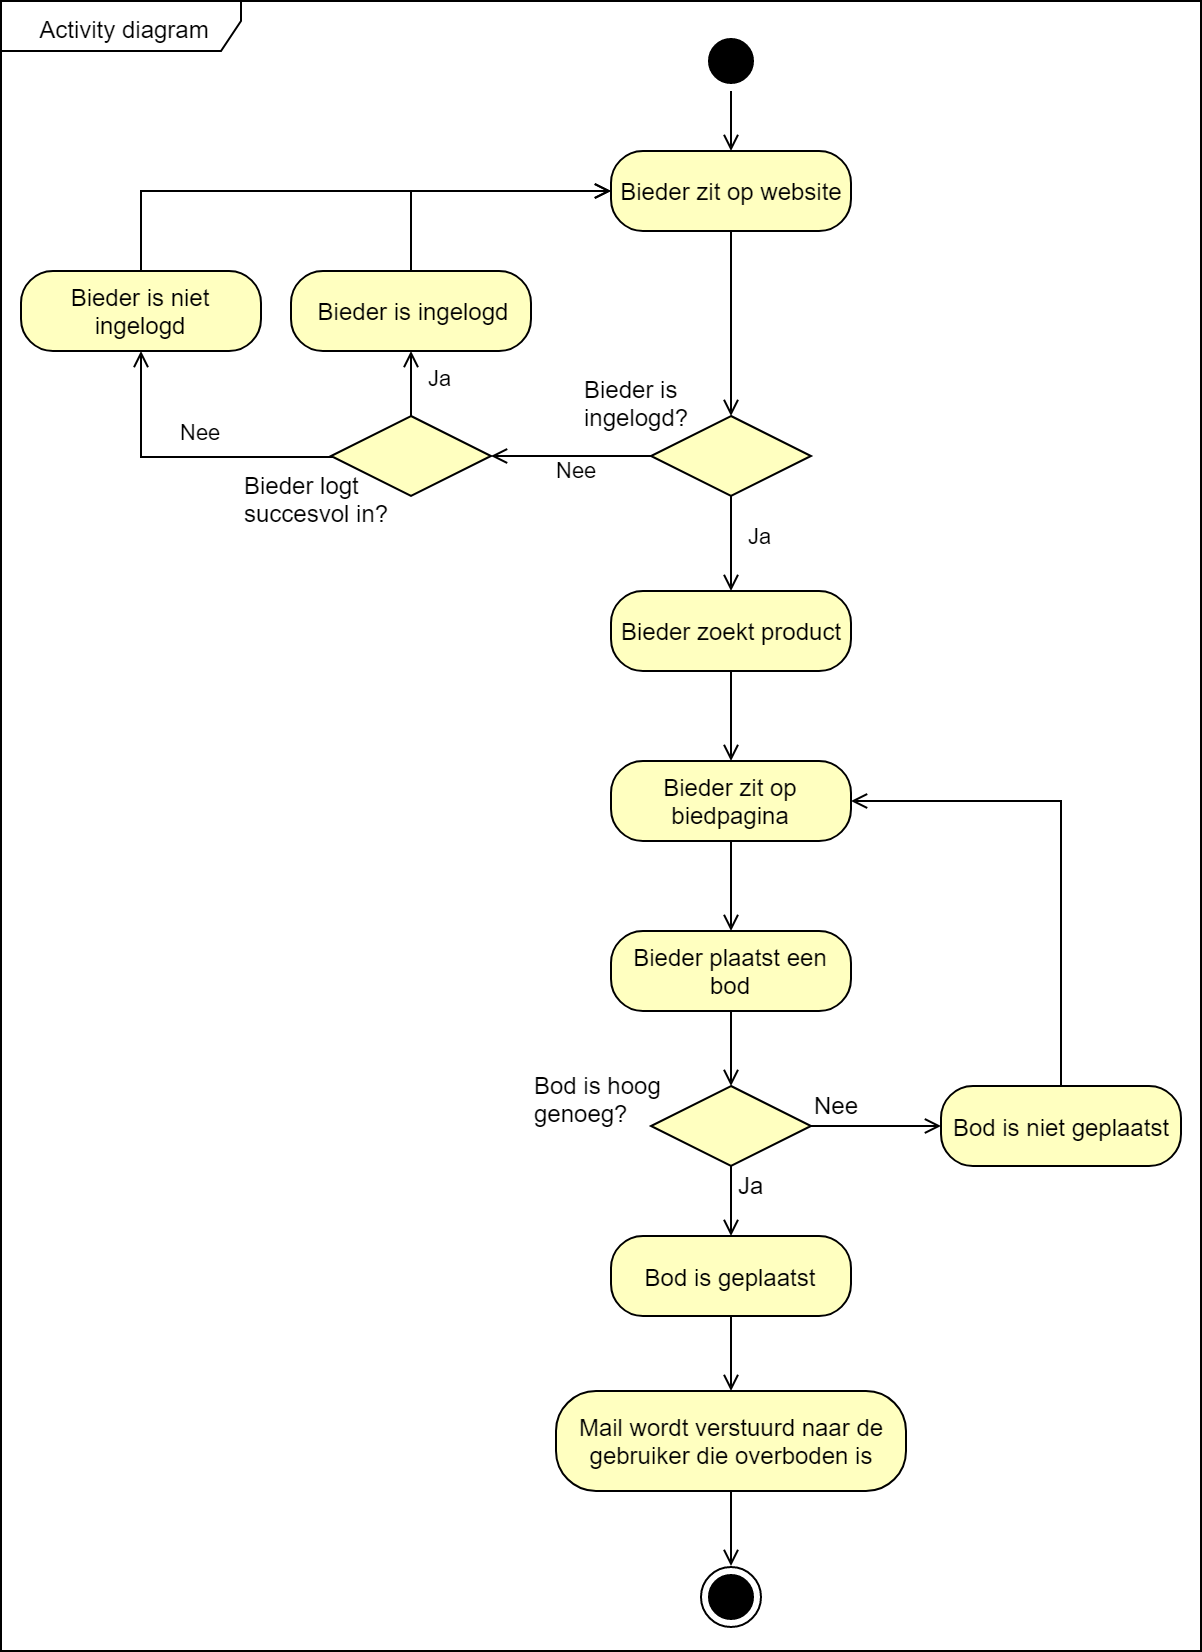 Activity diagram
Bieder zit op website
Bieder is niet
ingelogd
Bieder is ingelogd
Ja
Bieder is
ingelogd?
Nee
Nee
Bieder logt
succesvol in?
Ja
Bieder zoekt product
Bieder zit op
biedpagina
Bieder plaatst een
bod
Bod is hoog
genoeg?
Nee
Bod is niet geplaatst
Ja
Bod is geplaatst
Mail wordt verstuurd naar de
gebruiker die overboden is